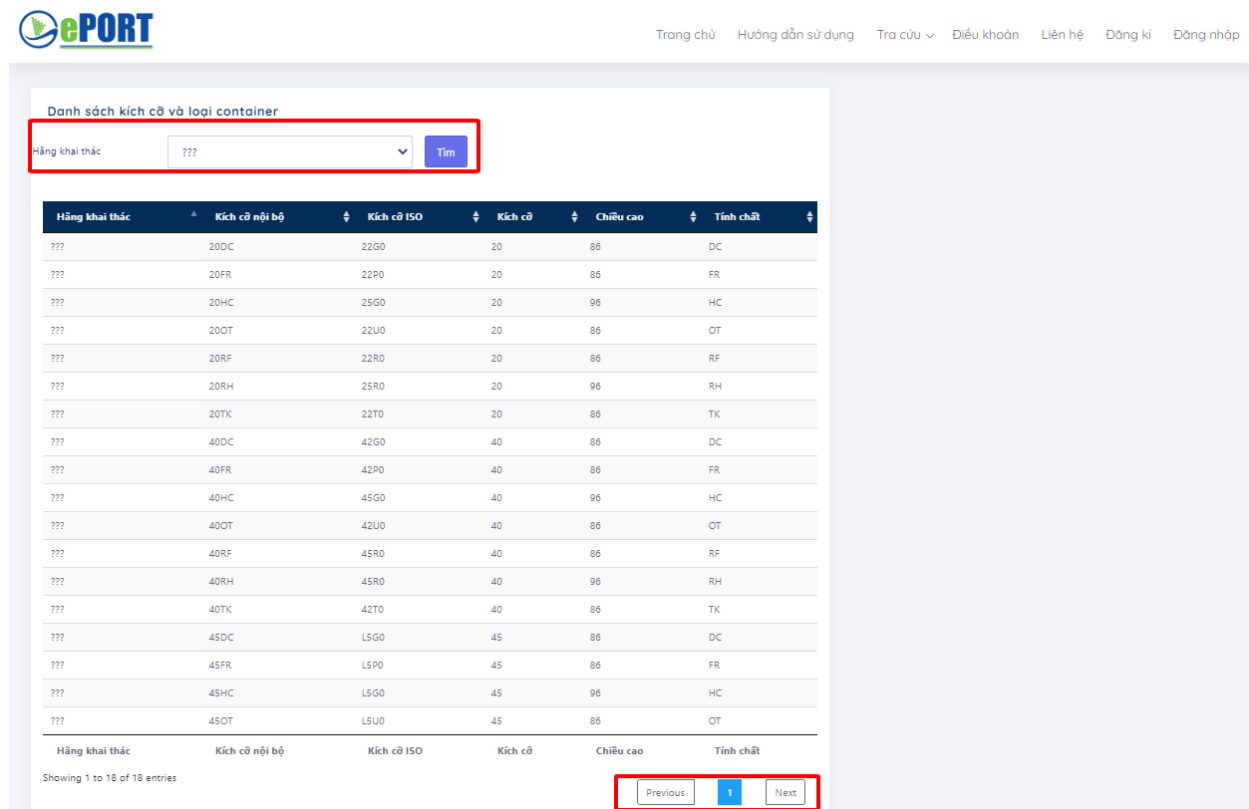 ePORT
Trang chủ Hướng dẫn sử dụng Tra cứu Điều khoản Liên hệ Đăng kí Đăng nhập
Danh sách kích cỡ và loại container
Hãng khai thác ??? Tìm
Hãng khai thác Kích cỡ nội bộ Kích cỡ ISO Kích cỡ Chiều cao Tính chất
??? 20DC 22G0 20 86 DC
??? 20FR 22P0 20 86 FR
??? 20HC 25G0 20 96 HC
??? 20OT 22U0 20 86 OT
??? 20RF 22R0 20 86 RF
??? 20RH 25R0 20 96 RH
??? 20TK 22T0 20 86 TK
??? 40DC 42G0 40 86 DC
??? 40FR 42P0 40 86 FR
??? 40HC 45G0 40 96 HC
??? 40OT 42U0 40 86 OT
??? 40RF 45R0 40 86 RF
??? 40RH 45R0 40 96 RH
??? 40TK 42T0 40 86 TK
??? 45DC L5G0 45 86 DC
??? 45FR L5P0 45 86 FR
??? 45HC L5G0 45 96 HC
??? 45OT L5U0 45 86 OT
Hãng khai thác Kích cỡ nội bộ Kích cỡ ISO Kích cỡ Chiều cao Tính chất
Showing 1 to 18 of 18 entries
Previous 1 Next